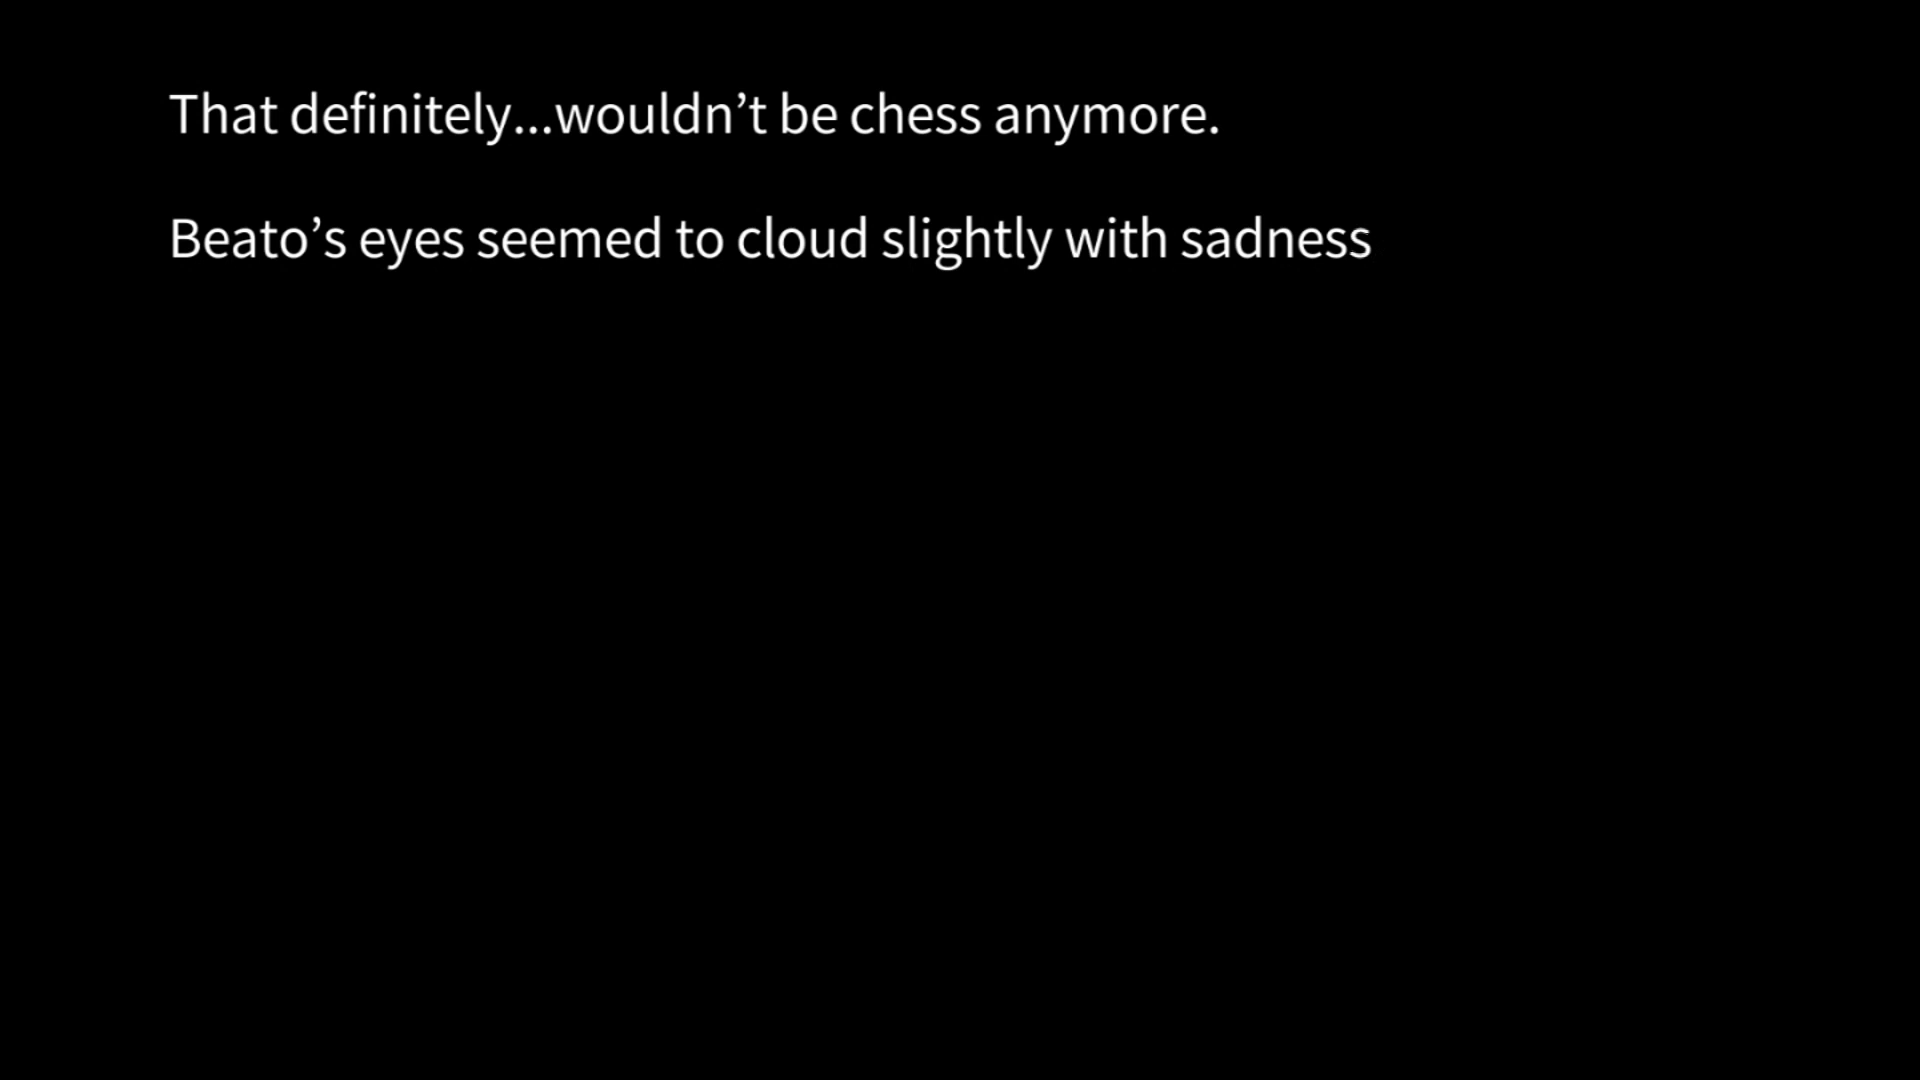 That definitely...wouldn’t be chess anymore.
Beato’s eyes seemed to cloud slightly with sadness